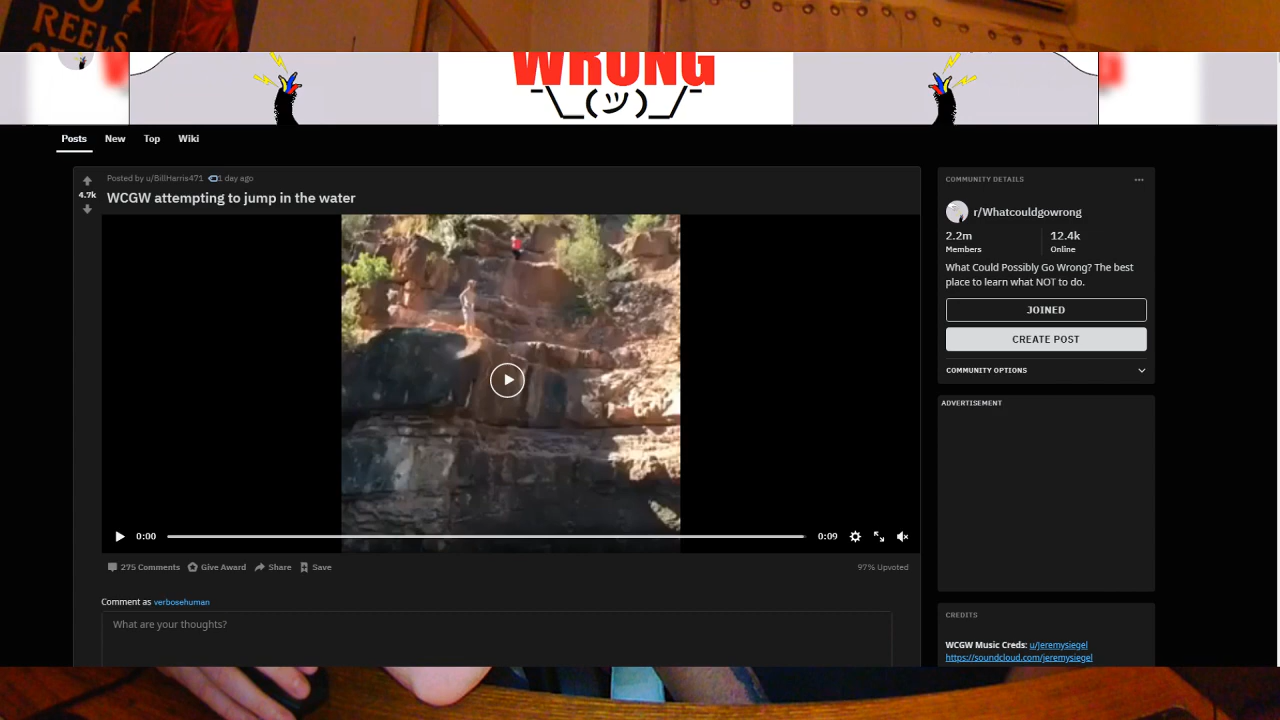 REELS
WRONG
¯\_(ツ)_/¯
Posts New Top Wiki
Posted by u/BillHarris471 1 day ago
4.7k
WCGW attempting to jump in the water
0:00 0:09
275 Comments Give Award Share Save 97% Upvoted
Comment as verbosehuman
What are your thoughts?
COMMUNITY DETAILS
r/Whatcouldgowrong
2.2m 12.4k
Members Online
What Could Possibly Go Wrong? The best
place to learn what NOT to do.
JOINED
CREATE POST
COMMUNITY OPTIONS
ADVERTISEMENT
CREDITS
WCGW Music Creds: u/jeremysiegel
https://soundcloud.com/jeremysiegel